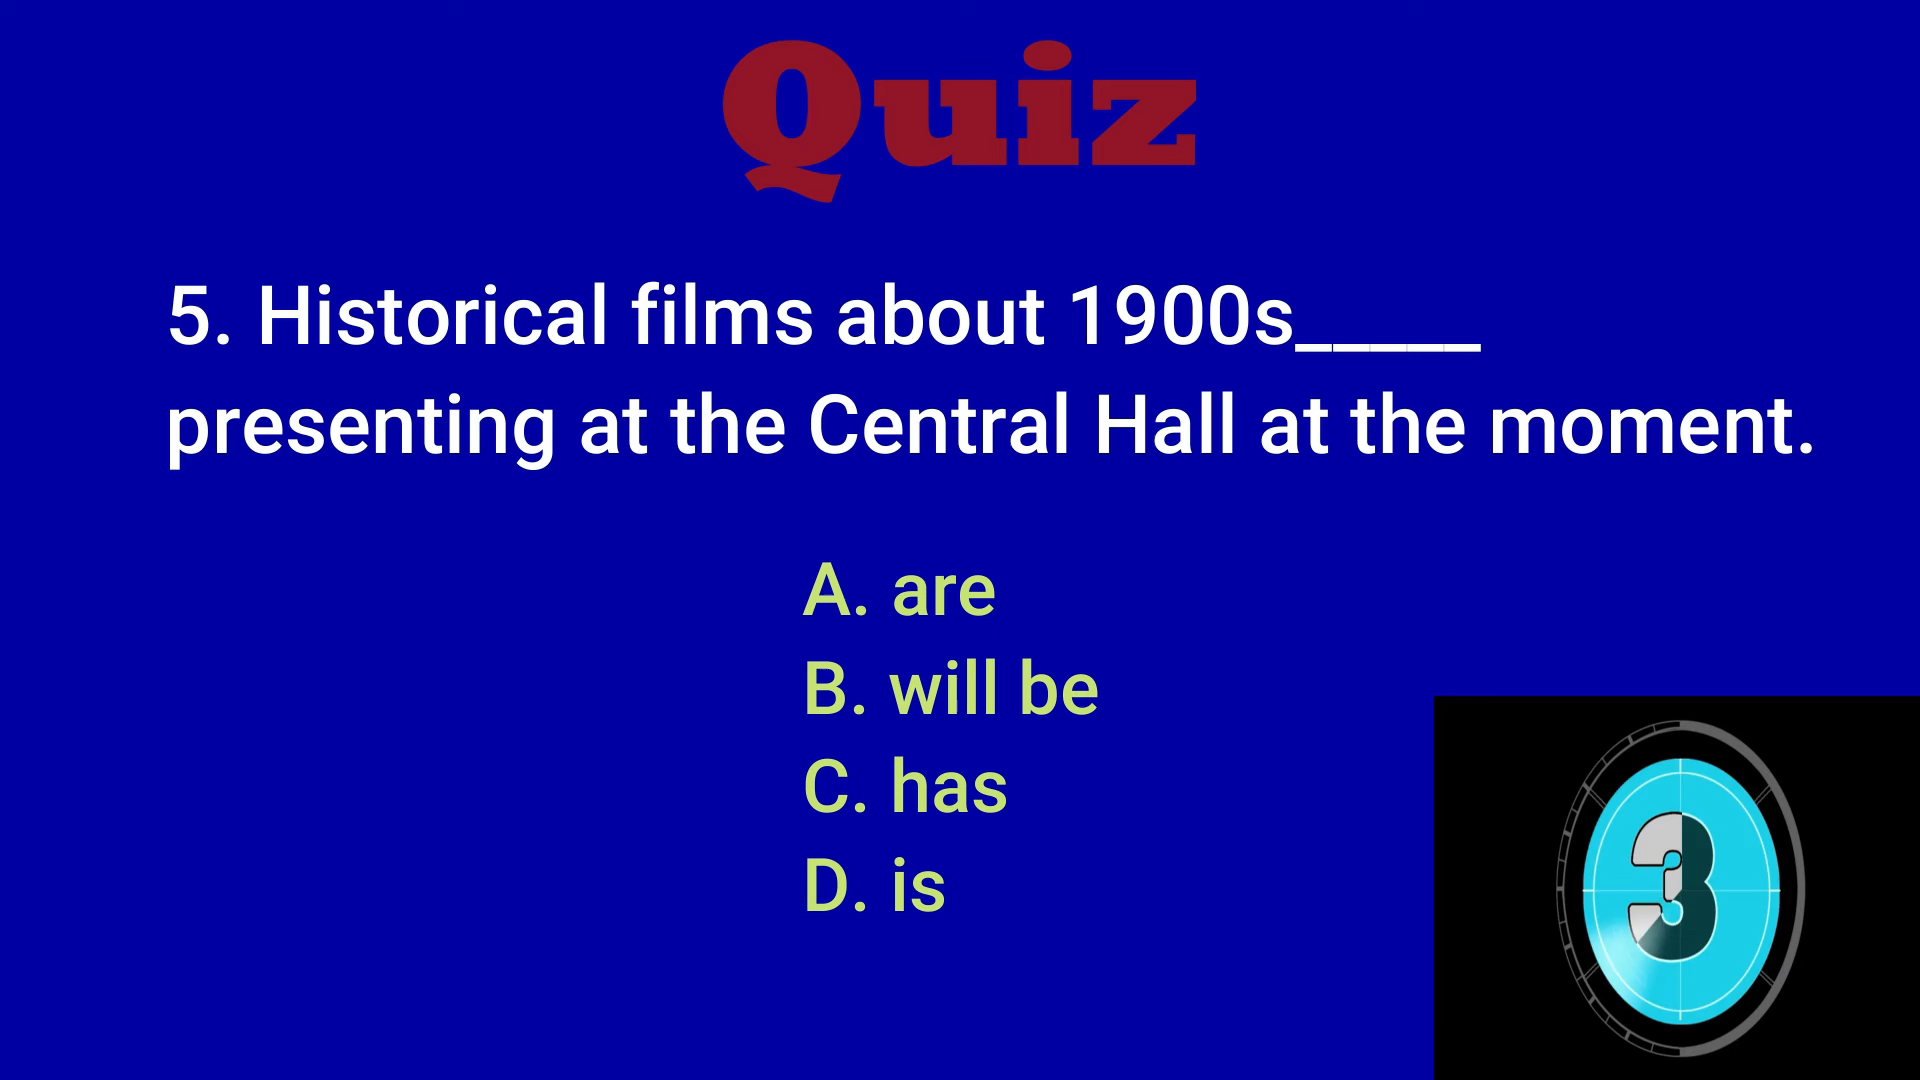 Quiz
5. Historical films about 1900s_____
presenting at the Central Hall at the moment.
A. are
B. will be
C. has
D. is
3